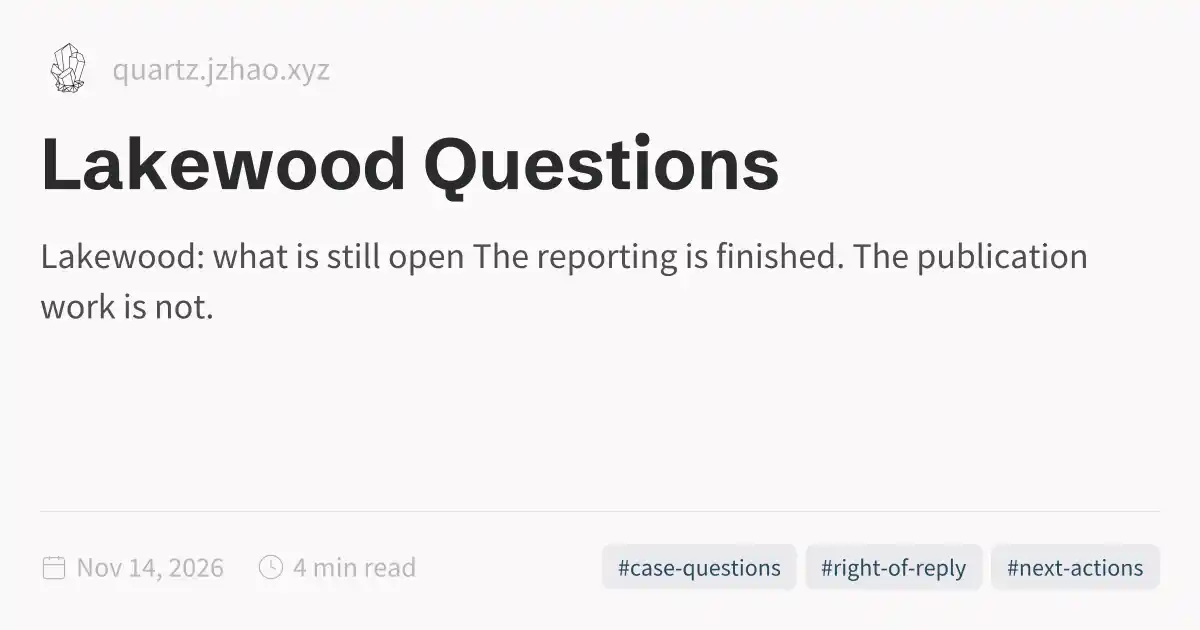 quartz.jzhao.xyz
Lakewood Questions
Lakewood: what is still open The reporting is finished. The publication
work is not.
Nov 14, 2026
4 min read
#case-questions
#right-of-reply
#next-actions